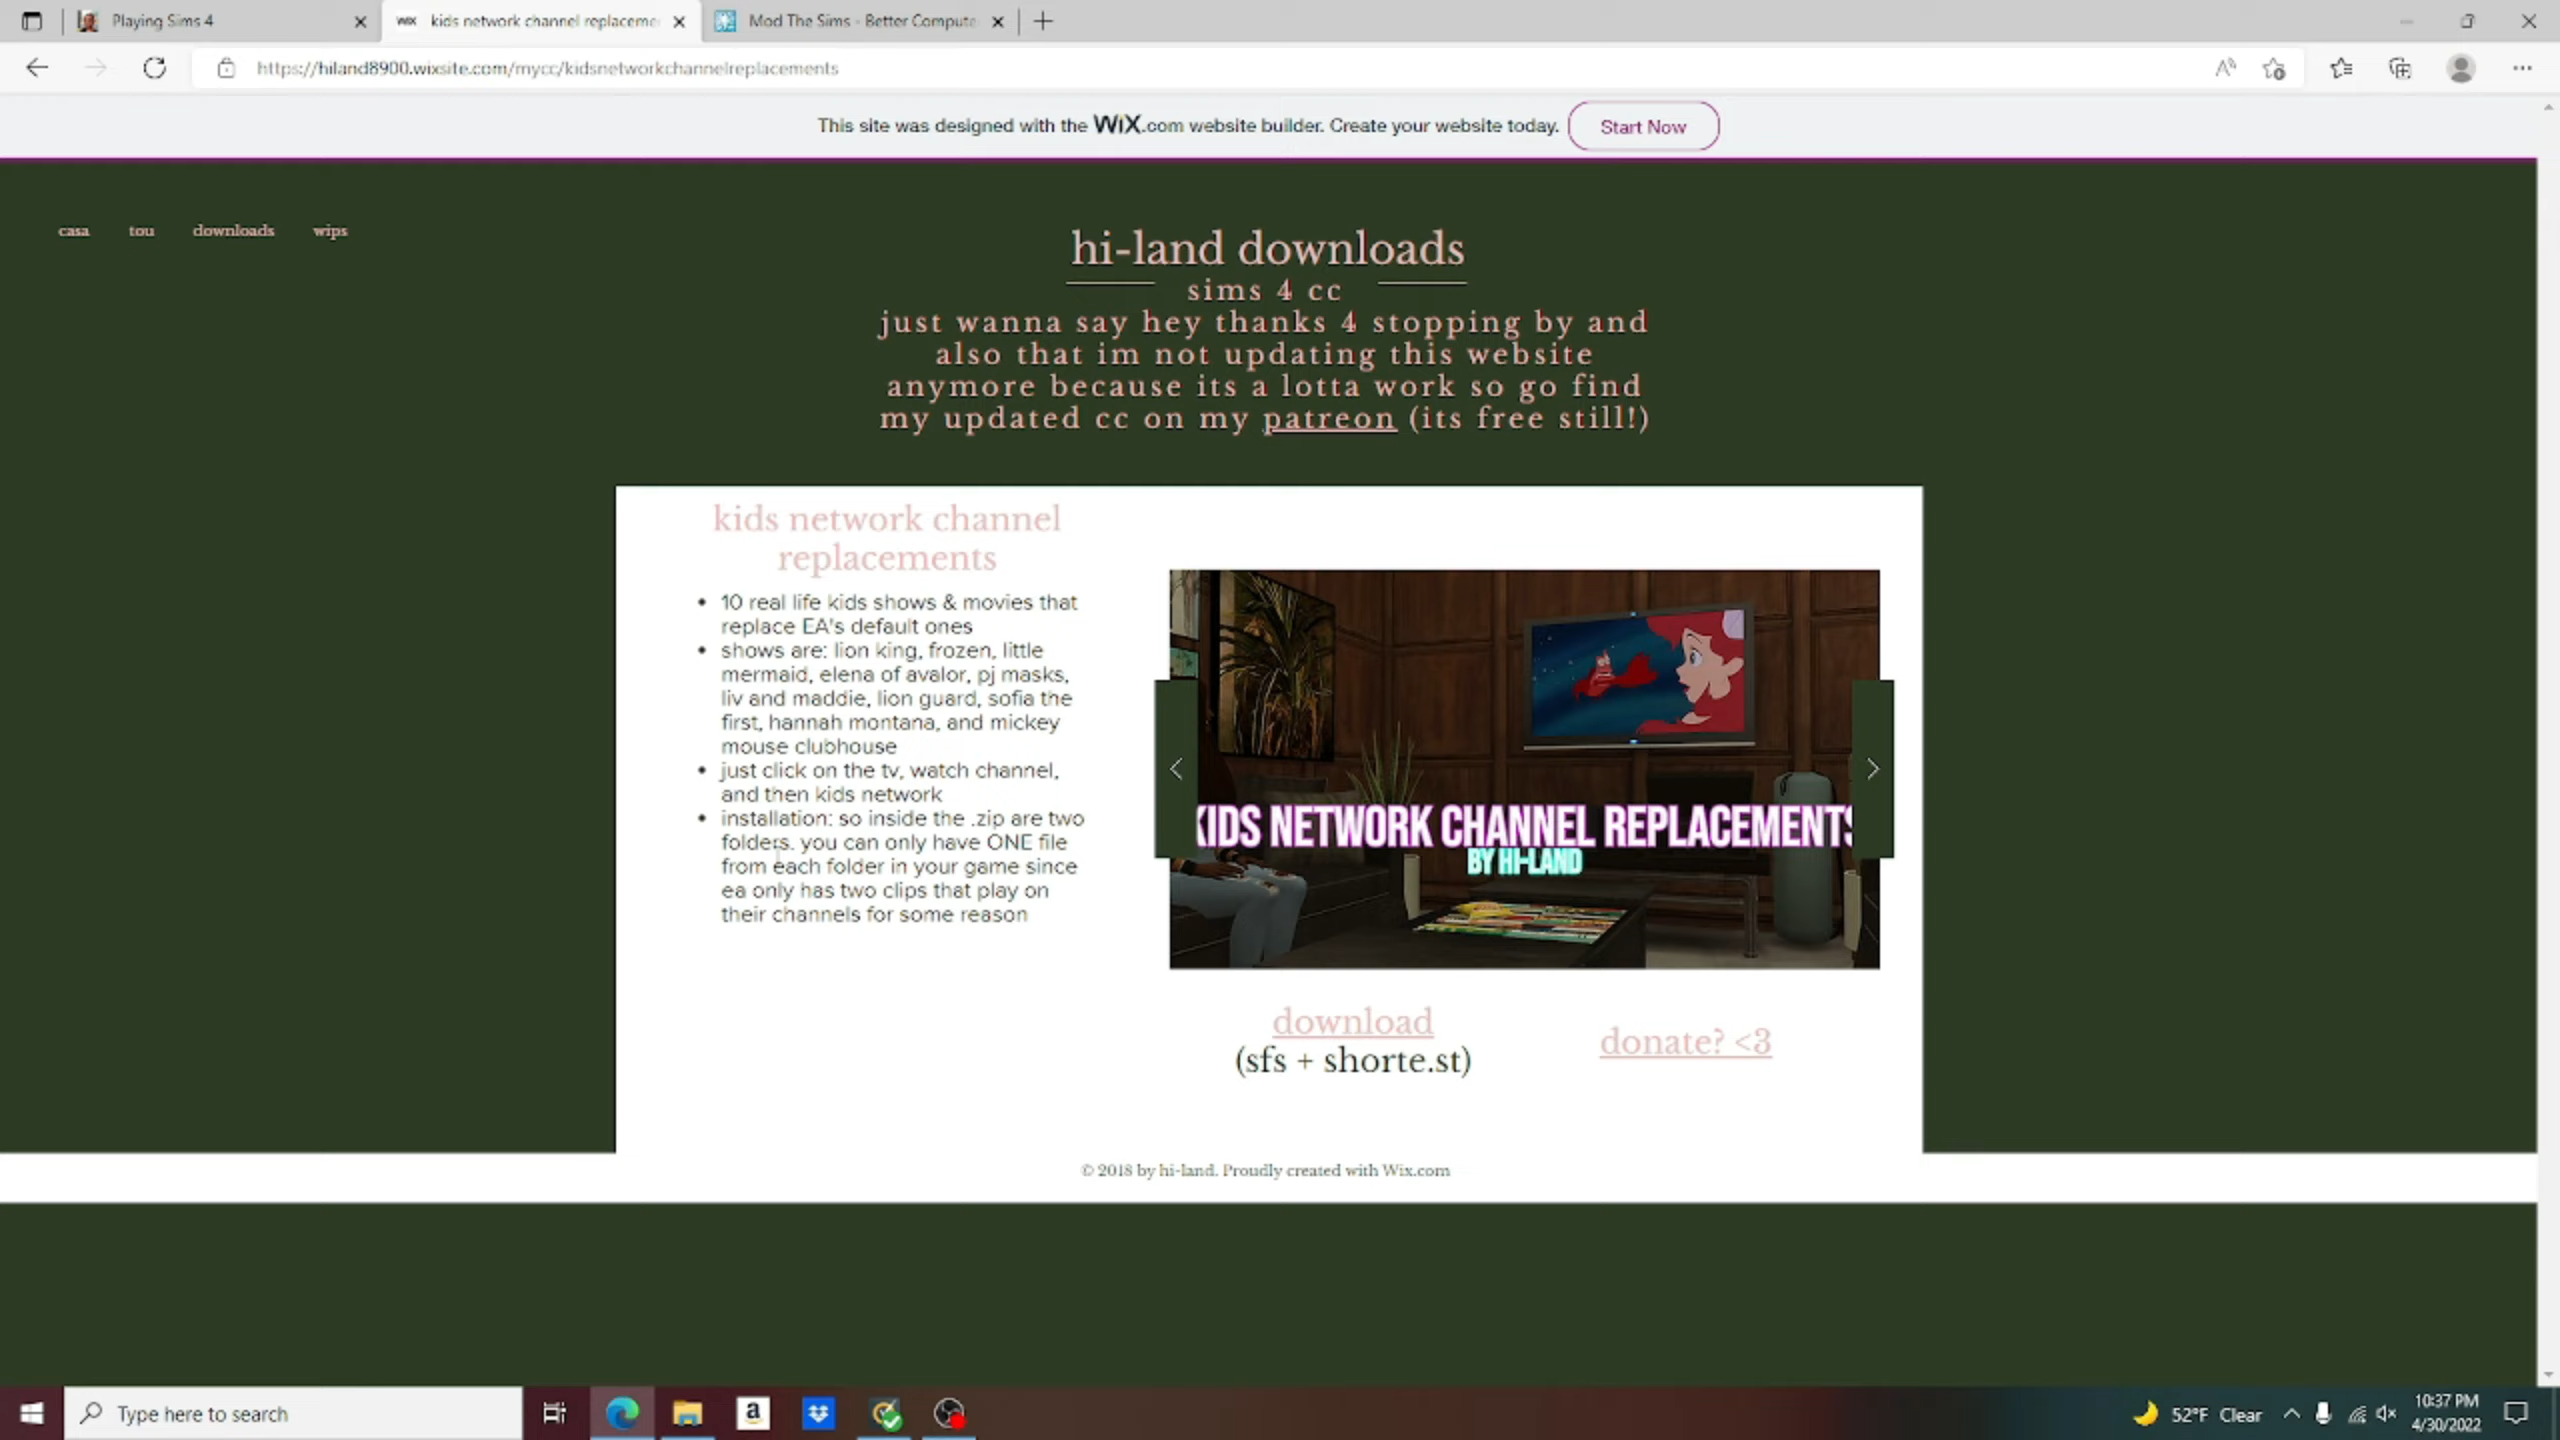 Playing Sims 4
WIX kids network channel replaceme
Mod The Sims - Better Compute
https://hiland8900.wixsite.com/mycc/kidsnetworkchannelreplacements
This site was designed with the WiX.com website builder. Create your website today.
Start Now
casa tou downloads wips
hi-land downloads
sims 4 cc
just wanna say hey thanks 4 stopping by and
also that im not updating this website
anymore because its a lotta work so go find
my updated cc on my patreon (its free still!)
kids network channel
replacements
• 10 real life kids shows & movies that
replace EA's default ones
• shows are: lion king, frozen, little
mermaid, elena of avalor, pj masks,
liv and maddie, lion guard, sofia the
first, hannah montana, and mickey
mouse clubhouse
• just click on the tv, watch channel,
and then kids network
• installation: so inside the .zip are two
folders. you can only have ONE file
from each folder in your game since
ea only has two clips that play on
their channels for some reason
KIDS NETWORK CHANNEL REPLACEMENTS
BY HI-LAND
download
(sfs + shorte.st)
donate? <3
© 2018 by hi-land. Proudly created with Wix.com
Type here to search
a
52°F Clear
10:37 PM
4/30/2022